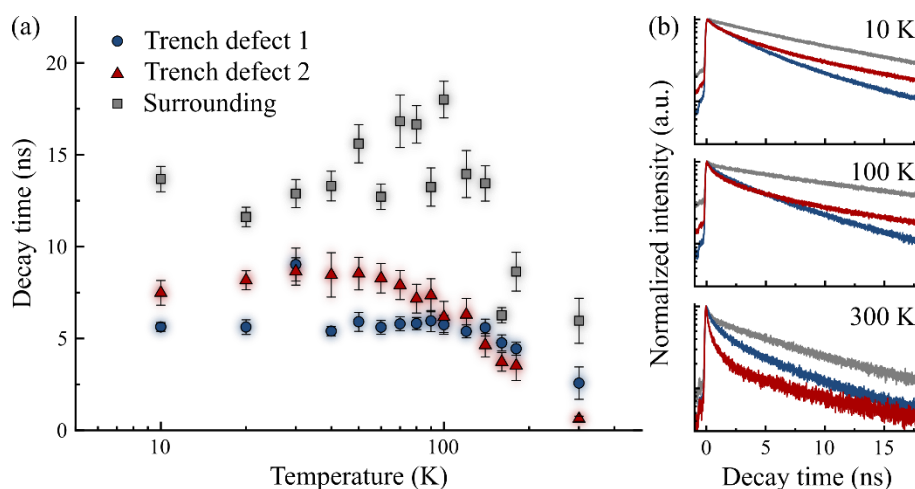 (a)
Trench defect 1
Trench defect 2
Surrounding
20
15
10
5
0
Decay time (ns)
10
100
Temperature (K)
(b)
10 K
100 K
300 K
Normalized intensity (a.u.)
0
5
10
15
Decay time (ns)